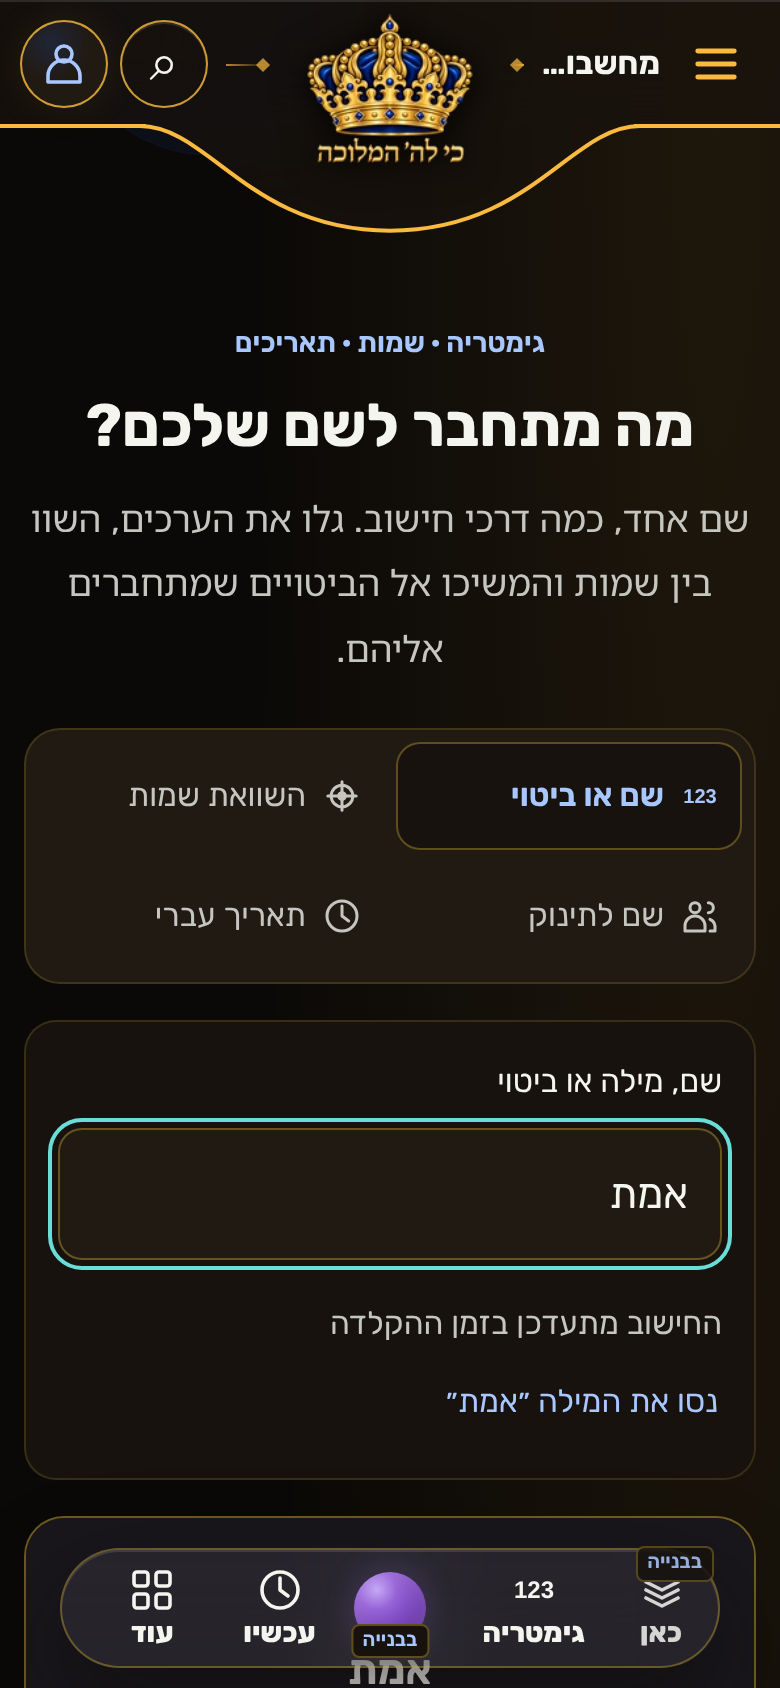 מחשבו...
כי לה' המלוכה
גימטריה • שמות • תאריכים
מה מתחבר לשם שלכם?
שם אחד, כמה דרכי חישוב. גלו את הערכים, השוו
בין שמות והמשיכו אל הביטויים שמתחברים
אליהם.
123 שם או ביטוי
השוואת שמות
שם לתינוק
תאריך עברי
שם, מילה או ביטוי
אמת
החישוב מתעדכן בזמן ההקלדה
נסו את המילה ״אמת״
בבנייה
כאן
123
גימטריה
בבנייה
עכשיו
עוד
אמת